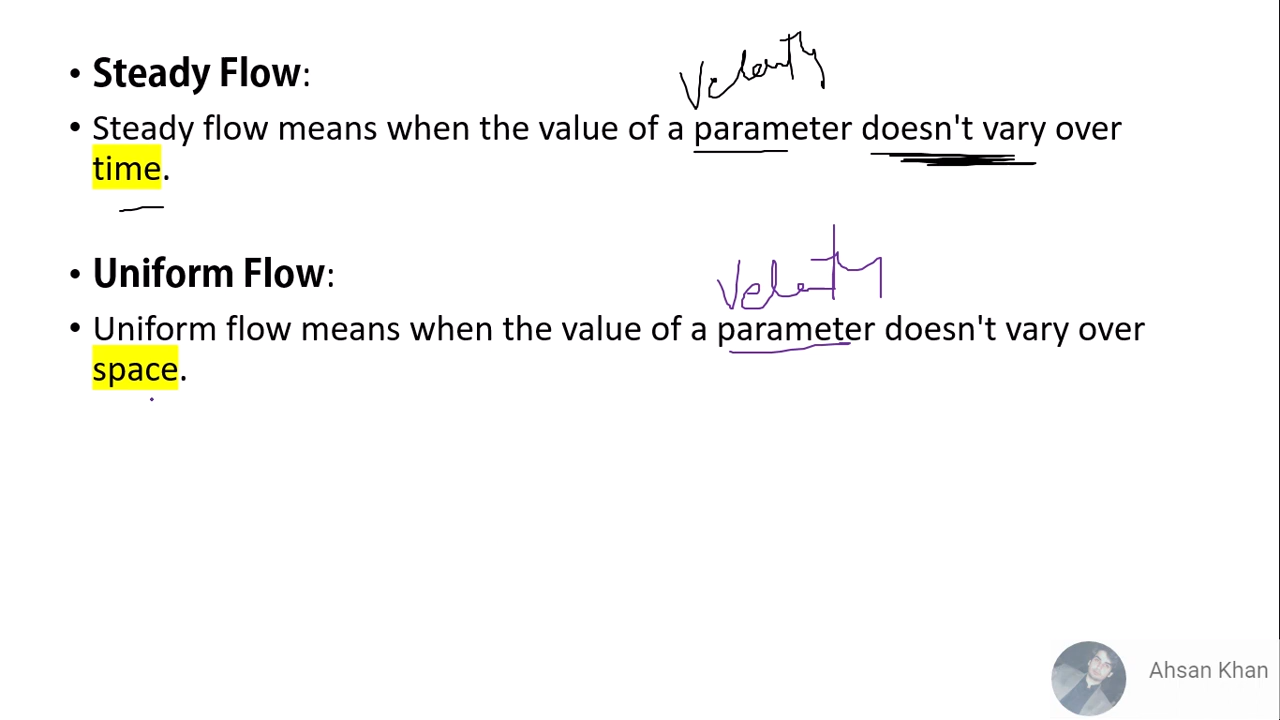 • Steady Flow:
Velocity
• Steady flow means when the value of a parameter doesn't vary over
time.
• Uniform Flow:
Velocity
• Uniform flow means when the value of a parameter doesn't vary over
space.
Ahsan Khan